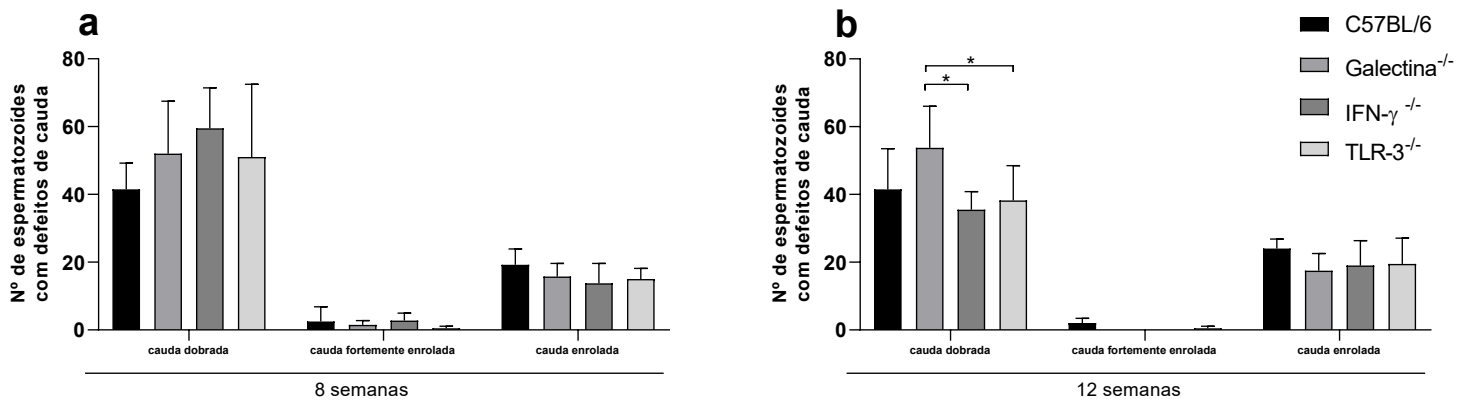 a
Nº de espermatozoídes
com defeitos de cauda
80
60
40
20
0
cauda dobrada
cauda fortemente enrolada
cauda enrolada
8 semanas
b
Nº de espermatozoídes
com defeitos de cauda
80
60
40
20
0
*
*
cauda dobrada
cauda fortemente enrolada
cauda enrolada
12 semanas
C57BL/6
Galectina-/-
IFN-γ -/-
TLR-3-/-